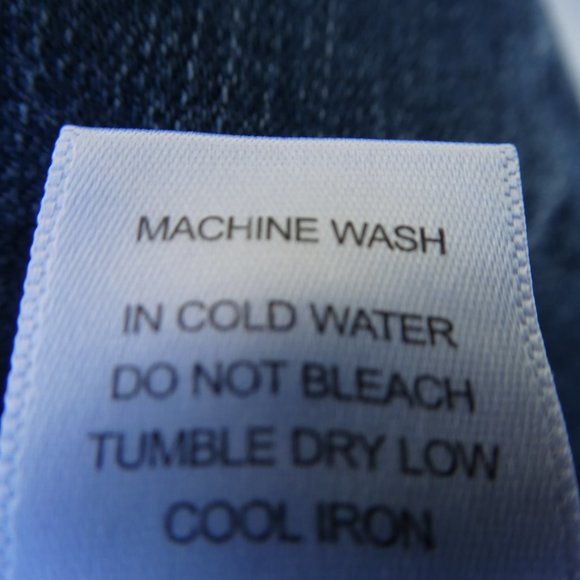 MACHINE WASH
IN COLD WATER
DO NOT BLEACH
TUMBLE DRY LOW
COOL IRON